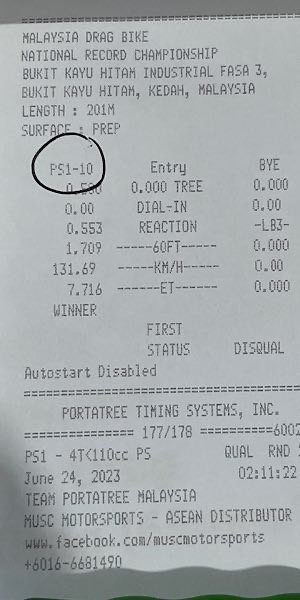 MALAYSIA DRAG BIKE
NATIONAL RECORD CHAMPIONSHIP
BUKIT KAYU HITAM INDUSTRIAL FASA 3,
BUKIT KAYU HITAM, KEDAH, MALAYSIA
LENGTH : 201M
SURFACE : PREP
PS1-10 Entry BYE
0.500 0.000 TREE 0.000
0.00 DIAL-IN 0.00
0.553 REACTION -LB3-
1.709 -----60FT----- 0.000
131.69 -----KM/H----- 0.00
7.716 ------ET------ 0.000
WINNER
FIRST
STATUS DISQUAL
Autostart Disabled
PORTATREE TIMING SYSTEMS, INC.
============== 177/178 ==========6002
PS1 - 4T<110cc PS QUAL RND
June 24, 2023 02:11:22
TEAM PORTATREE MALAYSIA
MUSC MOTORSPORTS - ASEAN DISTRIBUTOR
www.facebook.com/muscmotorsports
+6016-6681490